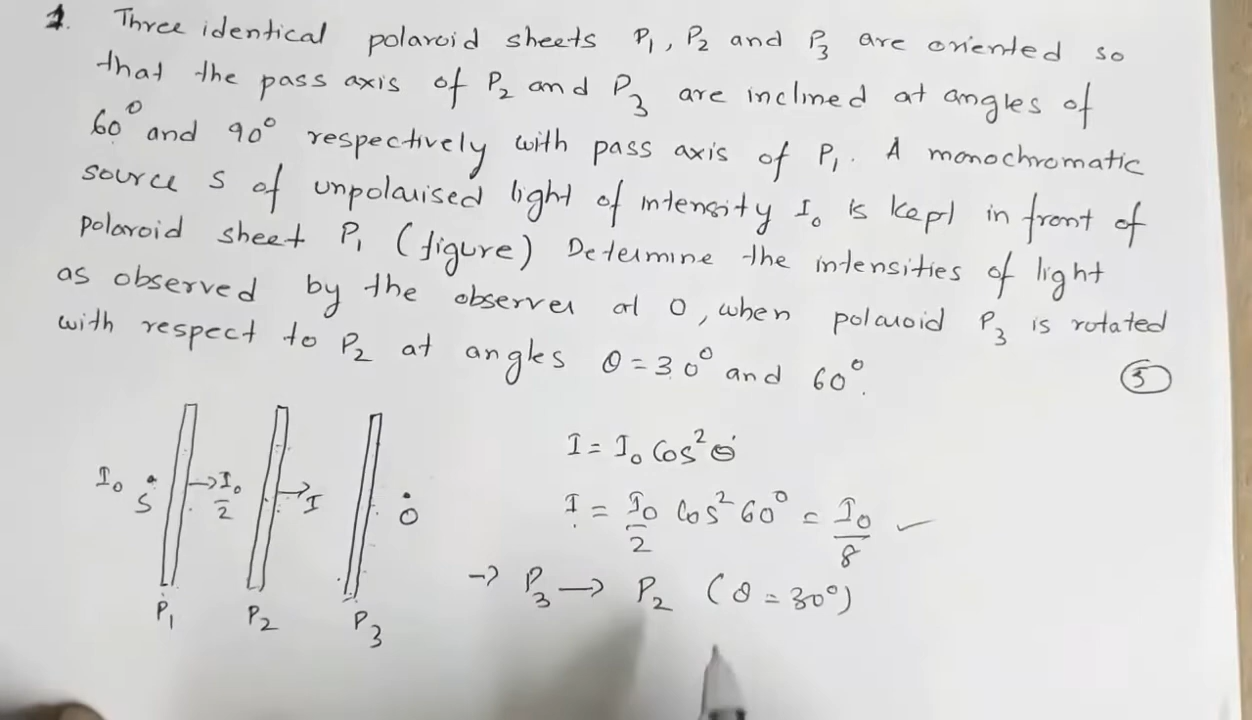 1. Three identical polaroid sheets P₁, P₂ and P₃ are oriented so
that the pass axis of P₂ and P₃ are inclined at angles of
60° and 90° respectively with pass axis of P₁. A monochromatic
source S of unpolarised light of intensity I₀ is kept in front of
polaroid sheet P₁ (figure) Determine the intensities of light
as observed by the observer at O, when polaroid P₃ is rotated
with respect to P₂ at angles θ = 30° and 60°.
③
I₀ S → I₀/2 → I O
P₁ P₂ P₃
I = I₀ Cos²θ
I = I₀/2 Cos² 60° = I₀/8 ✓
→ P₃ → P₂ (θ = 30°)